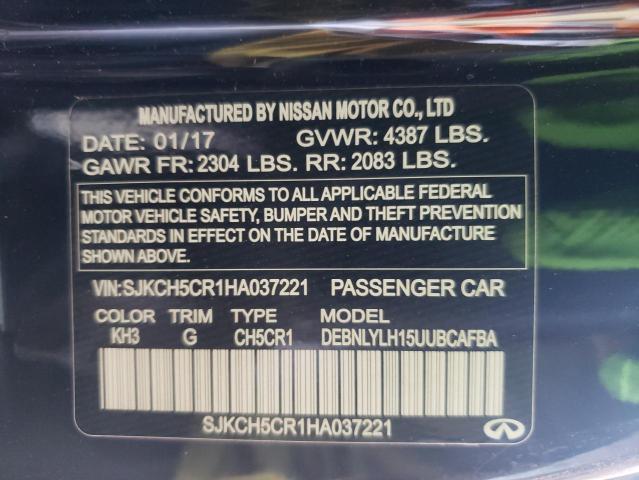 MANUFACTURED BY NISSAN MOTOR CO., LTD
DATE: 01/17 GVWR: 4387 LBS.
GAWR FR: 2304 LBS. RR: 2083 LBS.
THIS VEHICLE CONFORMS TO ALL APPLICABLE FEDERAL
MOTOR VEHICLE SAFETY, BUMPER AND THEFT PREVENTION
STANDARDS IN EFFECT ON THE DATE OF MANUFACTURE
SHOWN ABOVE.
VIN:SJKCH5CR1HA037221 PASSENGER CAR
COLOR TRIM TYPE MODEL
KH3 G CH5CR1 DEBNLYLH15UUBCAFBA
SJKCH5CR1HA037221